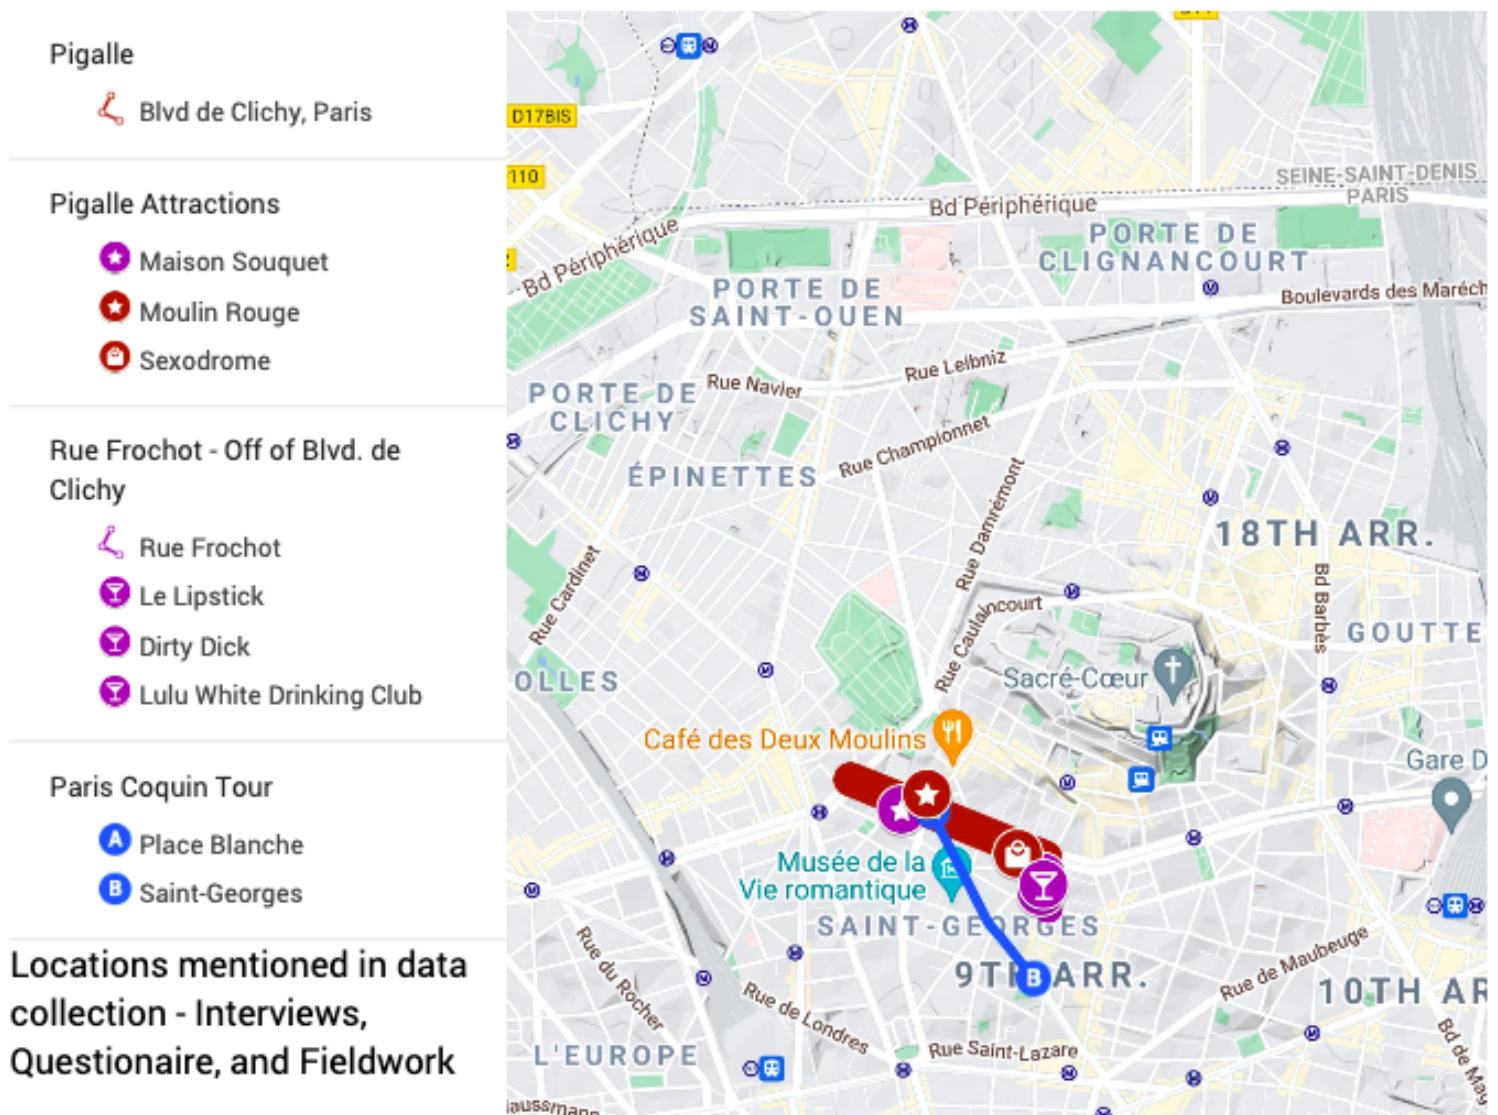 Pigalle
Blvd de Clichy, Paris
Pigalle Attractions
Maison Souquet
Moulin Rouge
Sexodrome
Rue Frochot - Off of Blvd. de
Clichy
Rue Frochot
Le Lipstick
Dirty Dick
Lulu White Drinking Club
Paris Coquin Tour
A Place Blanche
B Saint-Georges
Locations mentioned in data
collection - Interviews,
Questionaire, and Fieldwork
D17BIS
110
SEINE-SAINT-DENIS
PARIS
Bd Périphérique
Bd Périphérique
PORTE DE
CLIGNANCOURT
PORTE DE
SAINT-OUEN
Boulevards des Maréch
Rue Leibniz
Rue Navier
PORTE DE
CLICHY
Rue Championnet
ÉPINETTES
Rue Damrémont
18TH ARR.
Rue Cardinet
Rue Caulaincourt
Bd Barbès
GOUTTE
OLLES
Sacré-Cœur
Café des Deux Moulins
Gare D
Musée de la
Vie romantique
SAINT-GEORGES
9TH ARR.
B
Rue de Maubeuge
10TH AR
Rue du Rocher
Rue de Londres
Rue Saint-Lazare
L'EUROPE
Bd de Mag
aussmann